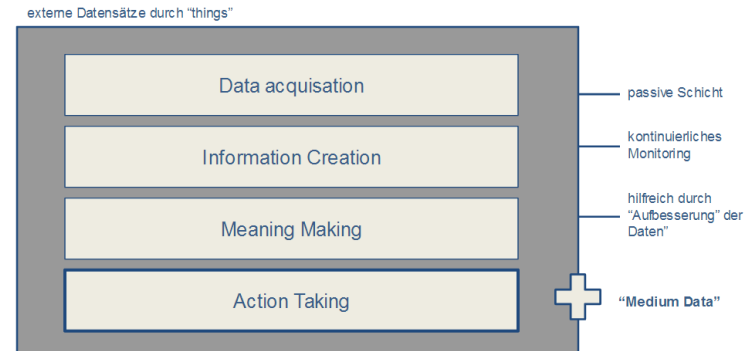 externe Datensätze durch “things”
Data acquisation
passive Schicht
Information Creation
kontinuierliches
Monitoring
Meaning Making
hilfreich durch
“Aufbesserung” der
Daten”
Action Taking
“Medium Data”